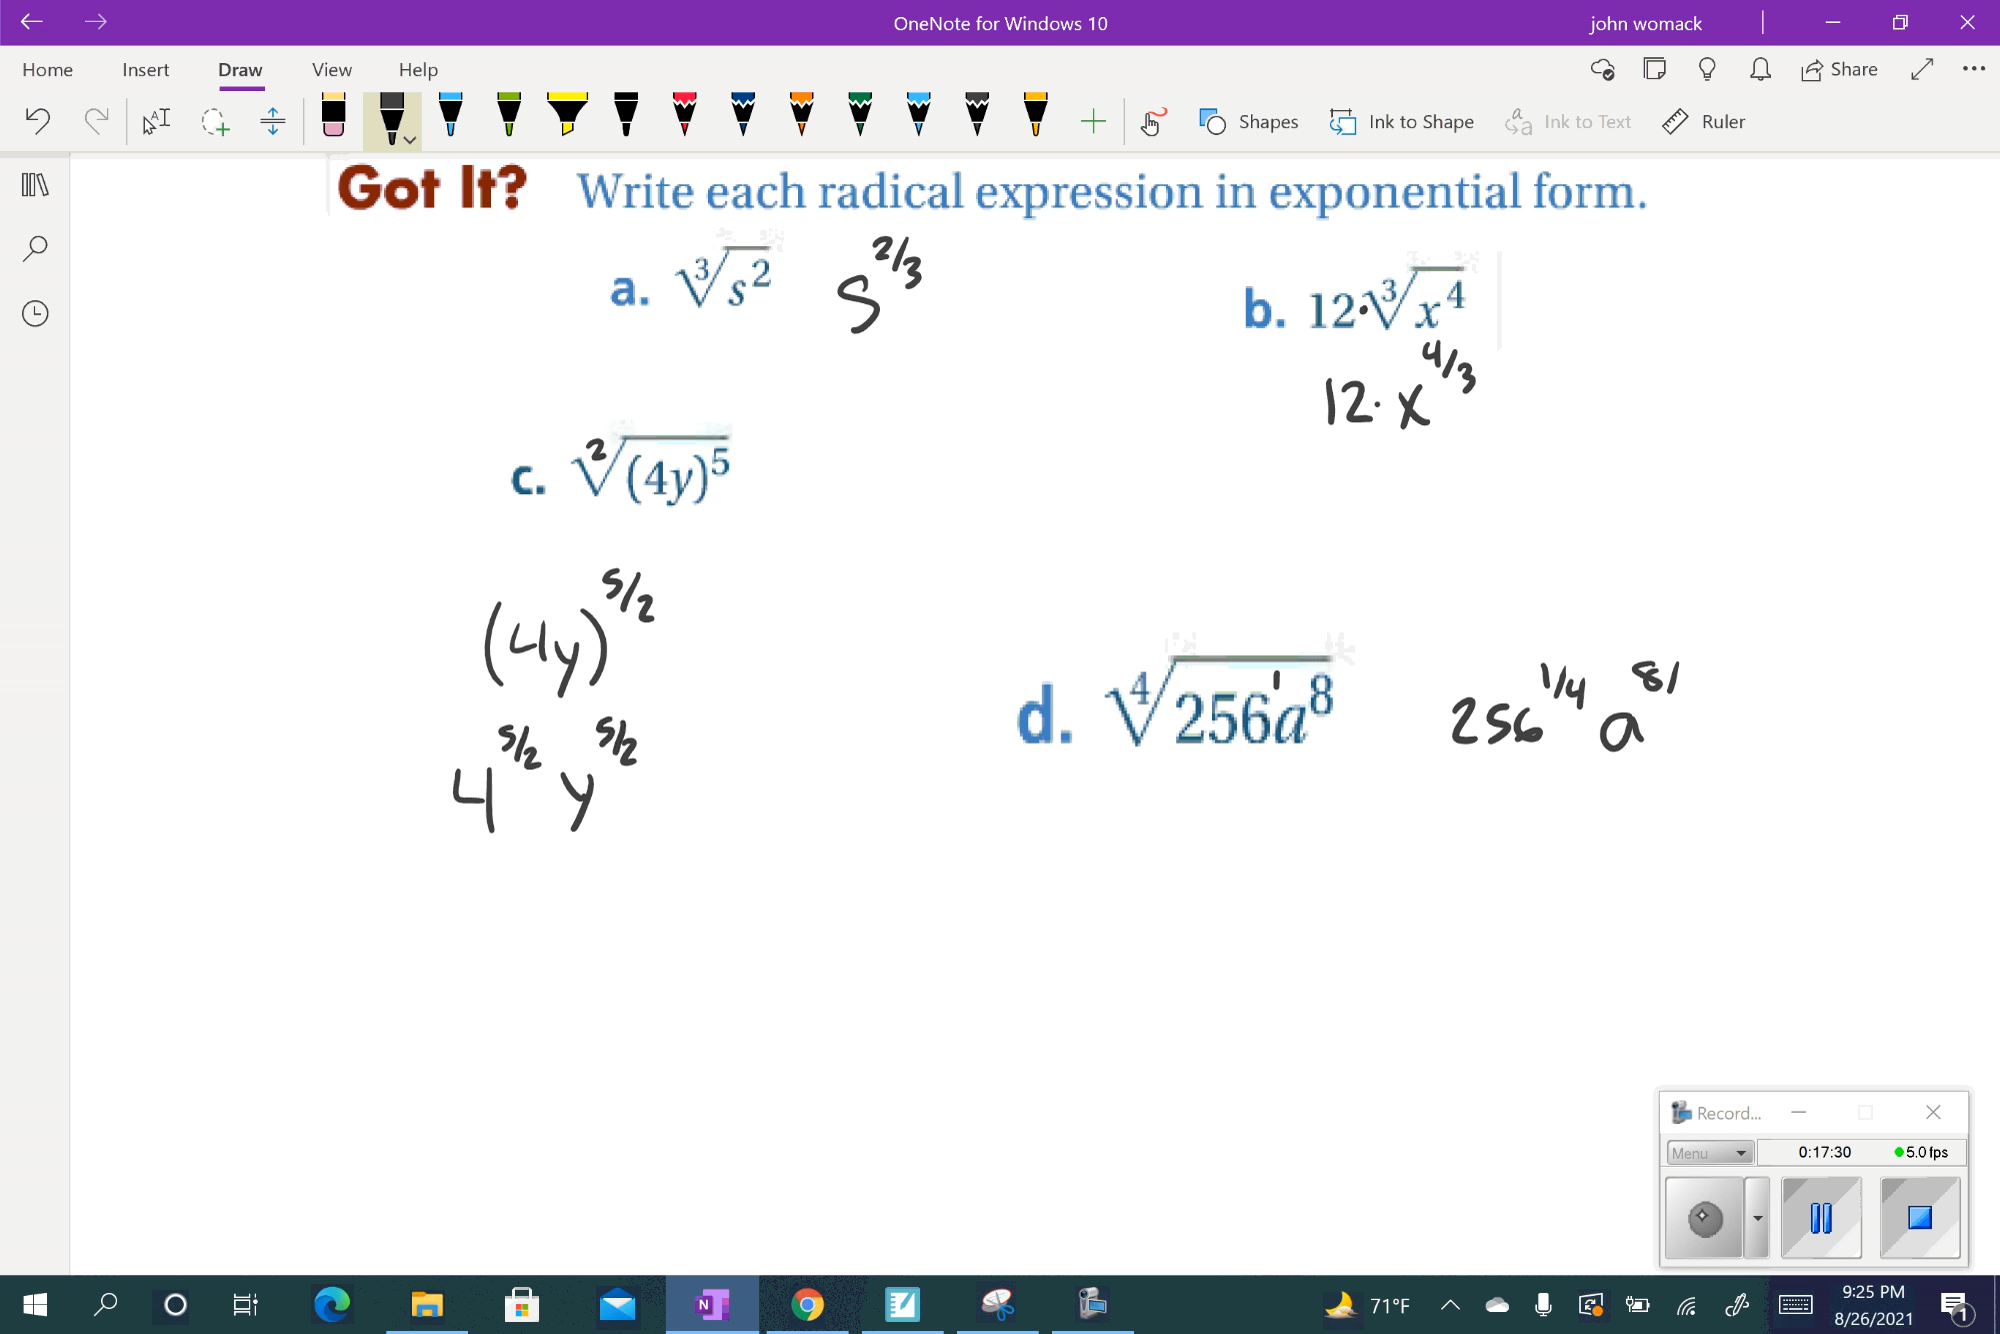 OneNote for Windows 10
john womack
Home Insert Draw View Help
Share
Shapes Ink to Shape Ink to Text Ruler
Got It? Write each radical expression in exponential form.
a. ∛s² s^2/3
b. 12·∛x⁴
12·x^4/3
c. ²√(4y)⁵
(4y)^5/2
4^5/2 y^5/2
d. ∜256¹a⁸ 256^1/4 a^8/
Record...
Menu 0:17:30 5.0 fps
71°F
9:25 PM
8/26/2021
1